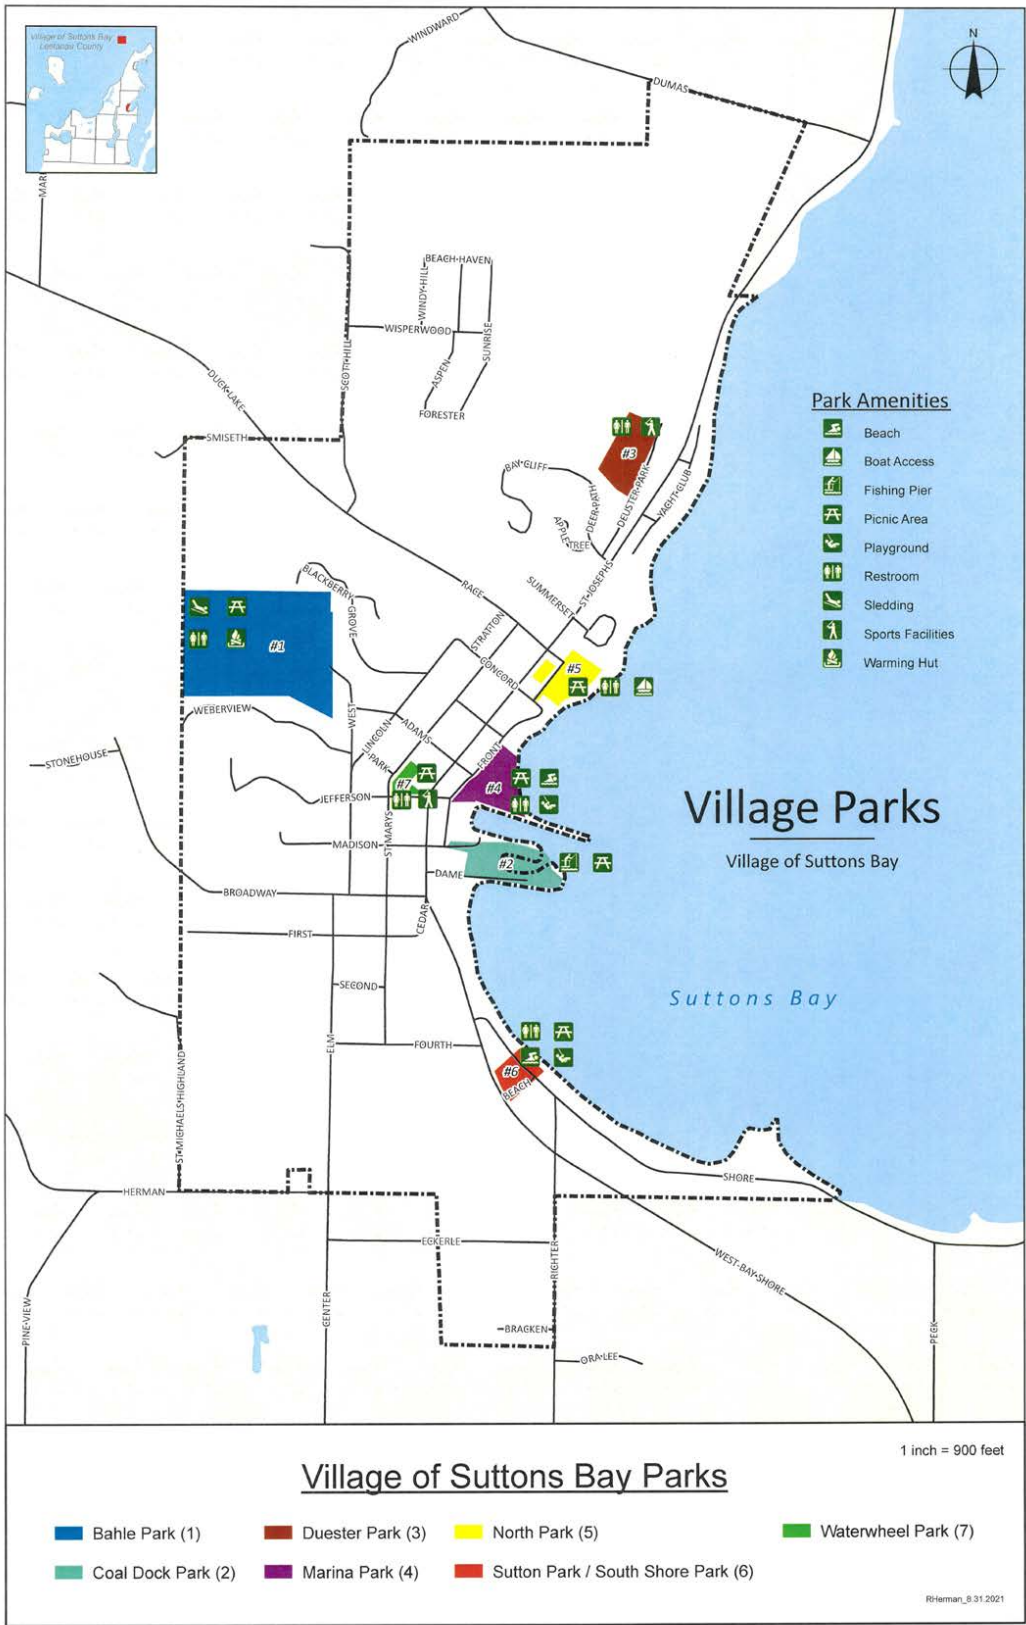 Village of Suttons Bay
Leelanau County
N
WINDWARD
DUMAS
BEACH HAVEN
WINDY HILL
WISPERWOOD
SUNRISE
ASPEN
FORESTER
SCOTT HILL
DUCK LAKE
SMISETH
Park Amenities
Beach
Boat Access
Fishing Pier
Picnic Area
Playground
Restroom
Sledding
Sports Facilities
Warming Hut
#3
BAY CLIFF
DEER PATH
APPLE TREE
DEUSTER PARK
YACHT CLUB
ST JOSEPHS
SUMMERSET
RACE
BLACKBERRY
GROVE
STRATTON
CONCORD
#1
#5
WEBERVIEW
WEST
LINCOLN
ADAMS
PARK
FRONT
STONEHOUSE
#7
#4
JEFFERSON
Village Parks
Village of Suttons Bay
ST MARYS
MADISON
#2
DAME
BROADWAY
CEDAR
FIRST
SECOND
Suttons Bay
ELM
FOURTH
#6
BEACH
ST MICHAELS HIGHLAND
SHORE
HERMAN
ECKERLE
RICHTER
WEST BAY SHORE
PINE VIEW
CENTER
BRACKEN
PECK
ORA LEE
1 inch = 900 feet
Village of Suttons Bay Parks
Bahle Park (1)
Duester Park (3)
North Park (5)
Waterwheel Park (7)
Coal Dock Park (2)
Marina Park (4)
Sutton Park / South Shore Park (6)
RHerman_8.31.2021